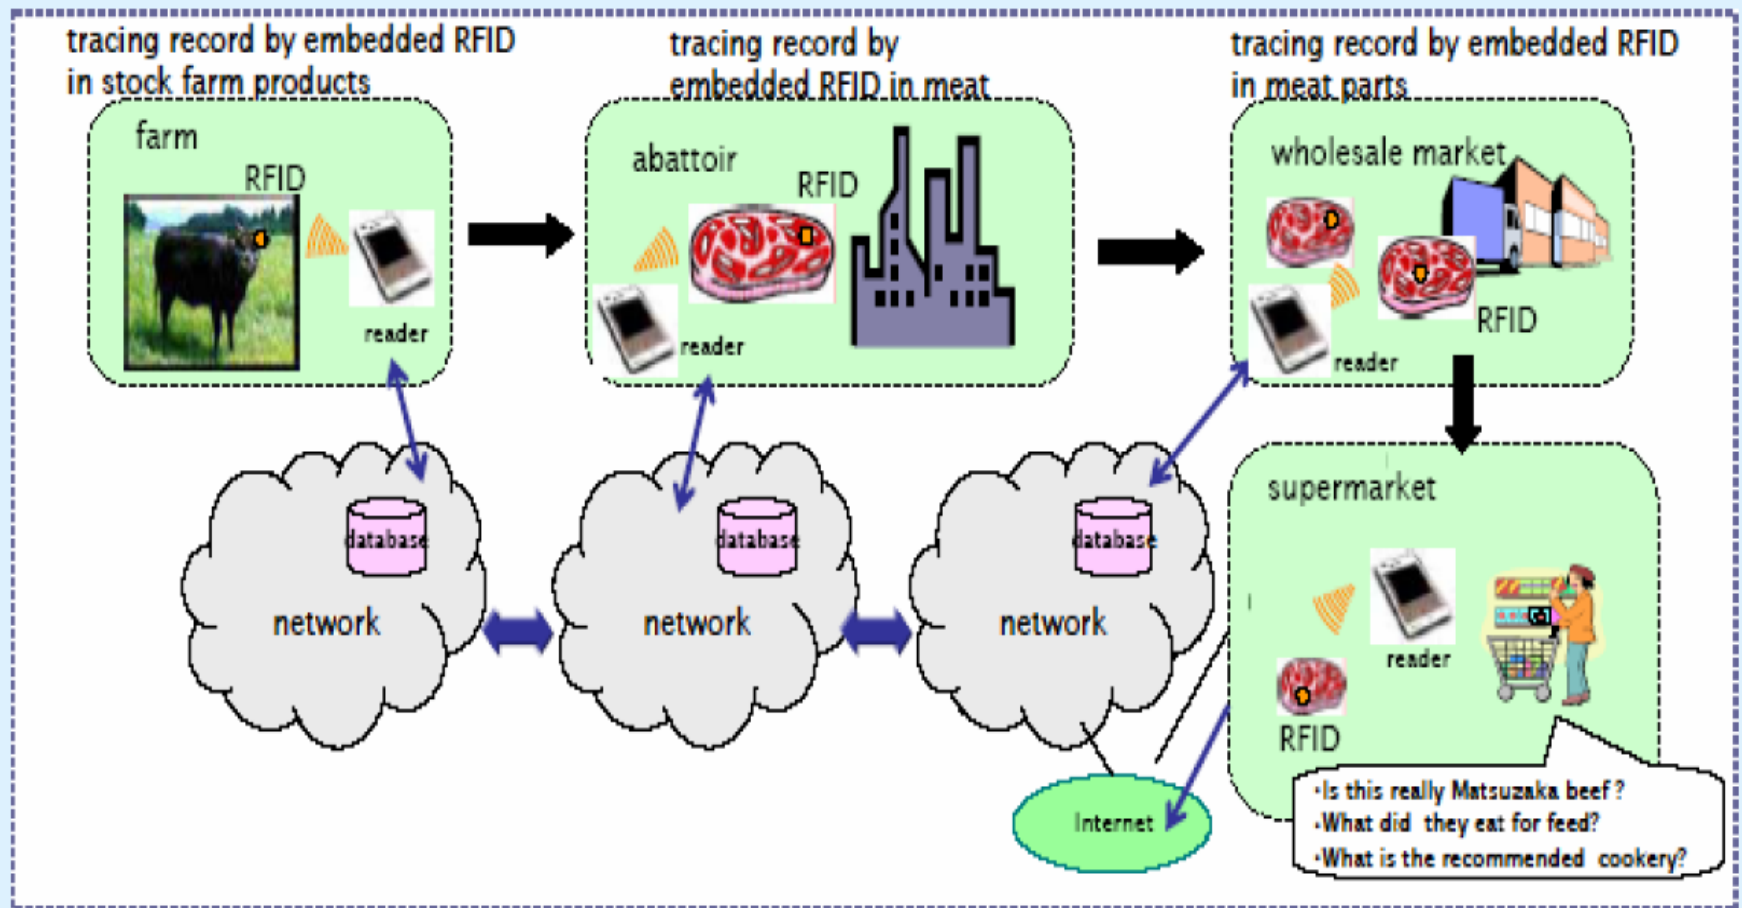 tracing record by embedded RFID
in stock farm products
tracing record by
embedded RFID in meat
tracing record by embedded RFID
in meat parts
farm
RFID
reader
abattoir
RFID
reader
wholesale market
RFID
reader
database
network
database
network
database
network
supermarket
reader
RFID
Internet
·Is this really Matsuzaka beef ?
·What did they eat for feed?
·What is the recommended cookery?